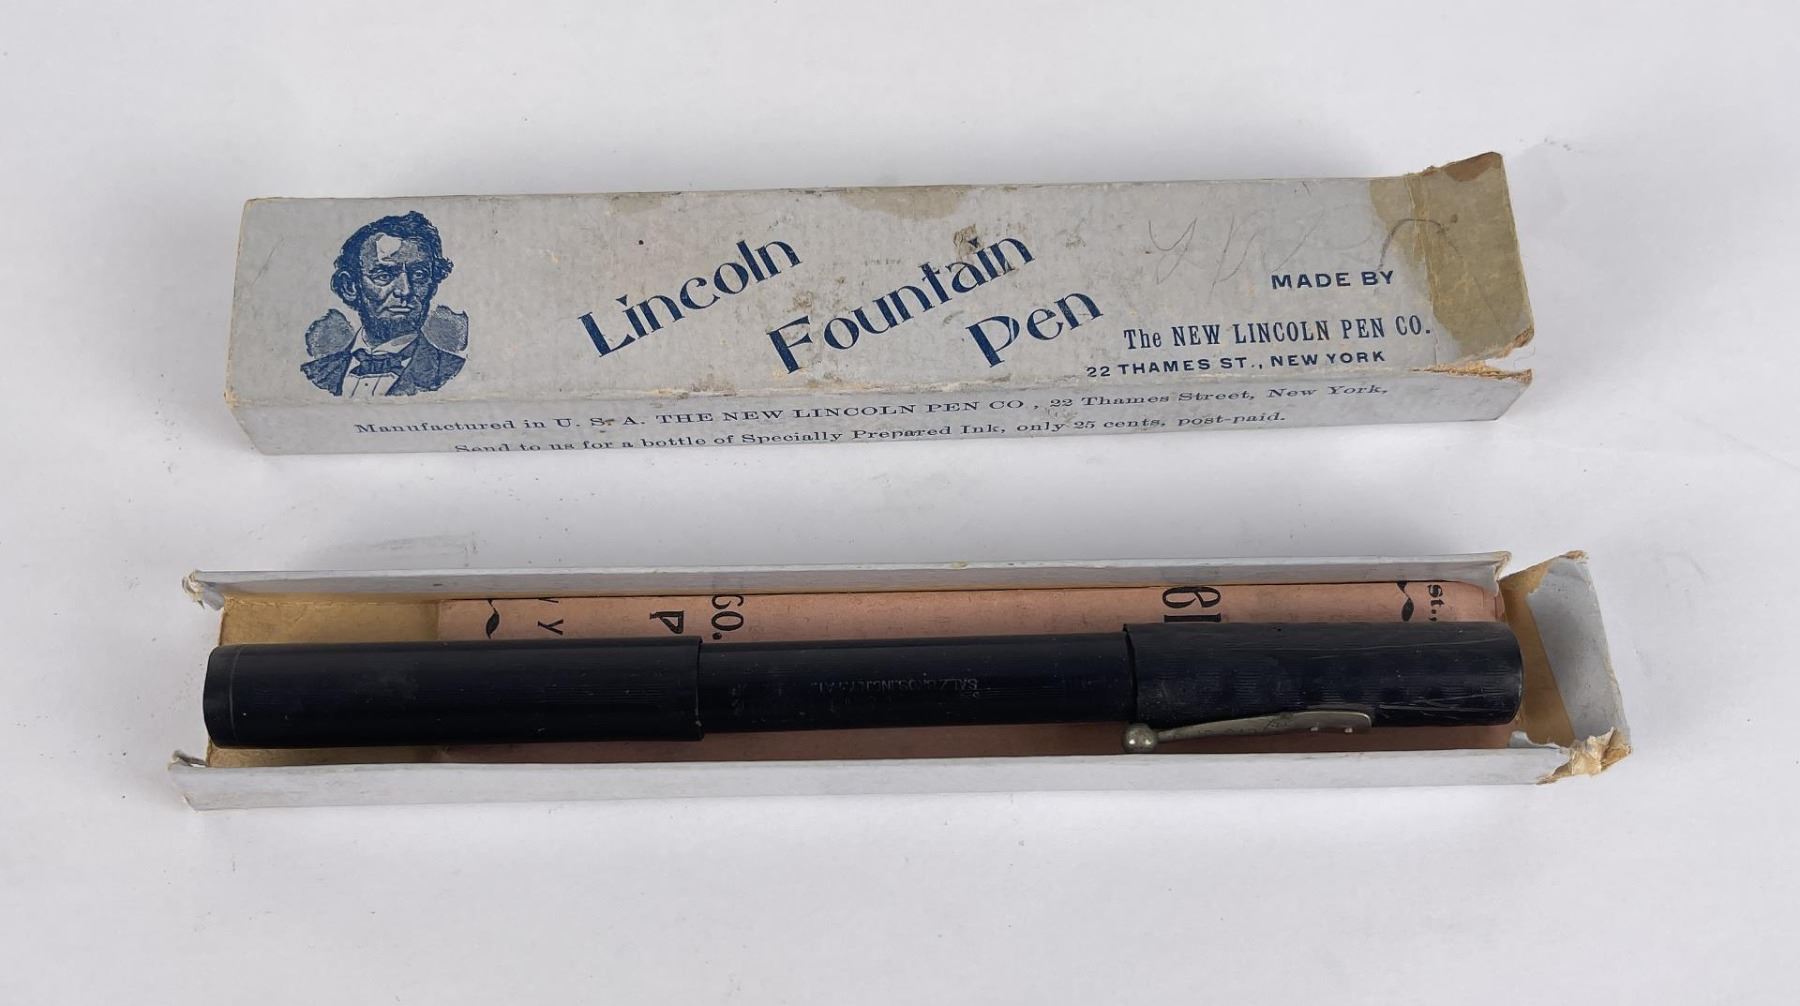 Lincoln
Fountain
Pen
MADE BY
The NEW LINCOLN PEN CO.
22 THAMES ST., NEW YORK
Manufactured in U. S. A. THE NEW LINCOLN PEN CO, 22 Thames Street, New York,
Send to us for a bottle of Specially Prepared Ink, only 25 cents, post-paid.
y
P
co.
st.,